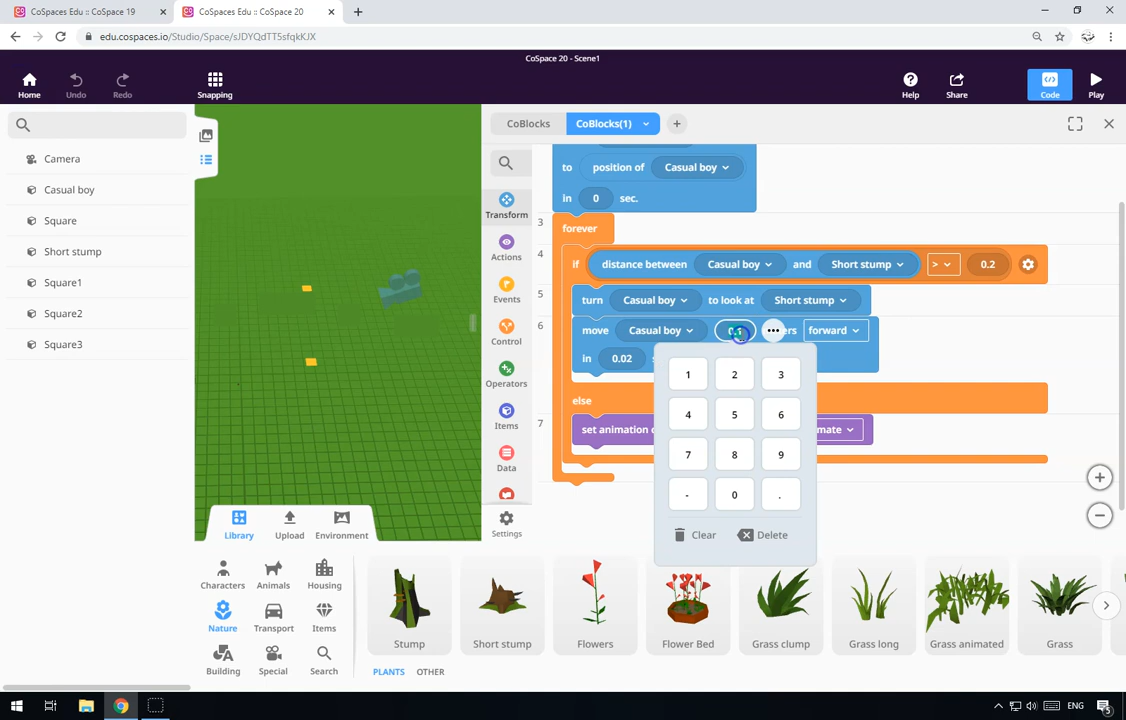 CoSpaces Edu :: CoSpace 19
CoSpaces Edu :: CoSpace 20
edu.cospaces.io/Studio/Space/sJDYQdTT5sfqkKJX
CoSpace 20 - Scene1
Home
Undo
Redo
Snapping
Help
Share
Code
Play
CoBlocks
CoBlocks(1)
Camera
Casual boy
Square
Short stump
Square1
Square2
Square3
Transform
Actions
Events
Control
Operators
Items
Data
Settings
to position of Casual boy
in 0 sec.
3 forever
4 if distance between Casual boy and Short stump > 0.2
5 turn Casual boy to look at Short stump
6 move Casual boy forward
in 0.02
else
7 set animation
1 2 3
4 5 6
7 8 9
- 0 .
Clear Delete
Library
Upload
Environment
Characters
Animals
Housing
Nature
Transport
Items
Building
Special
Search
Stump
Short stump
Flowers
Flower Bed
Grass clump
Grass long
Grass animated
Grass
PLANTS OTHER
ENG
5